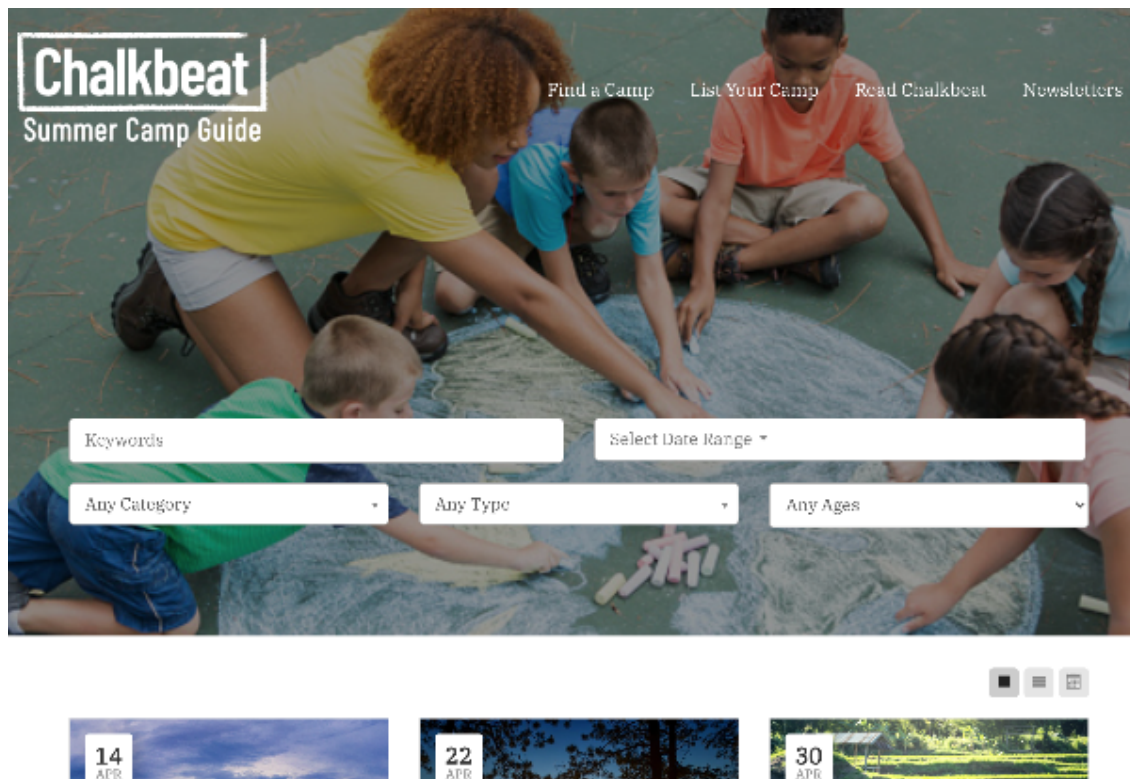 Chalkbeat
Summer Camp Guide
Find a Camp List Your Camp Read Chalkbeat Newsletters
Keywords
Select Date Range
Any Category
Any Type
Any Ages
14
APR
22
APR
30
APR